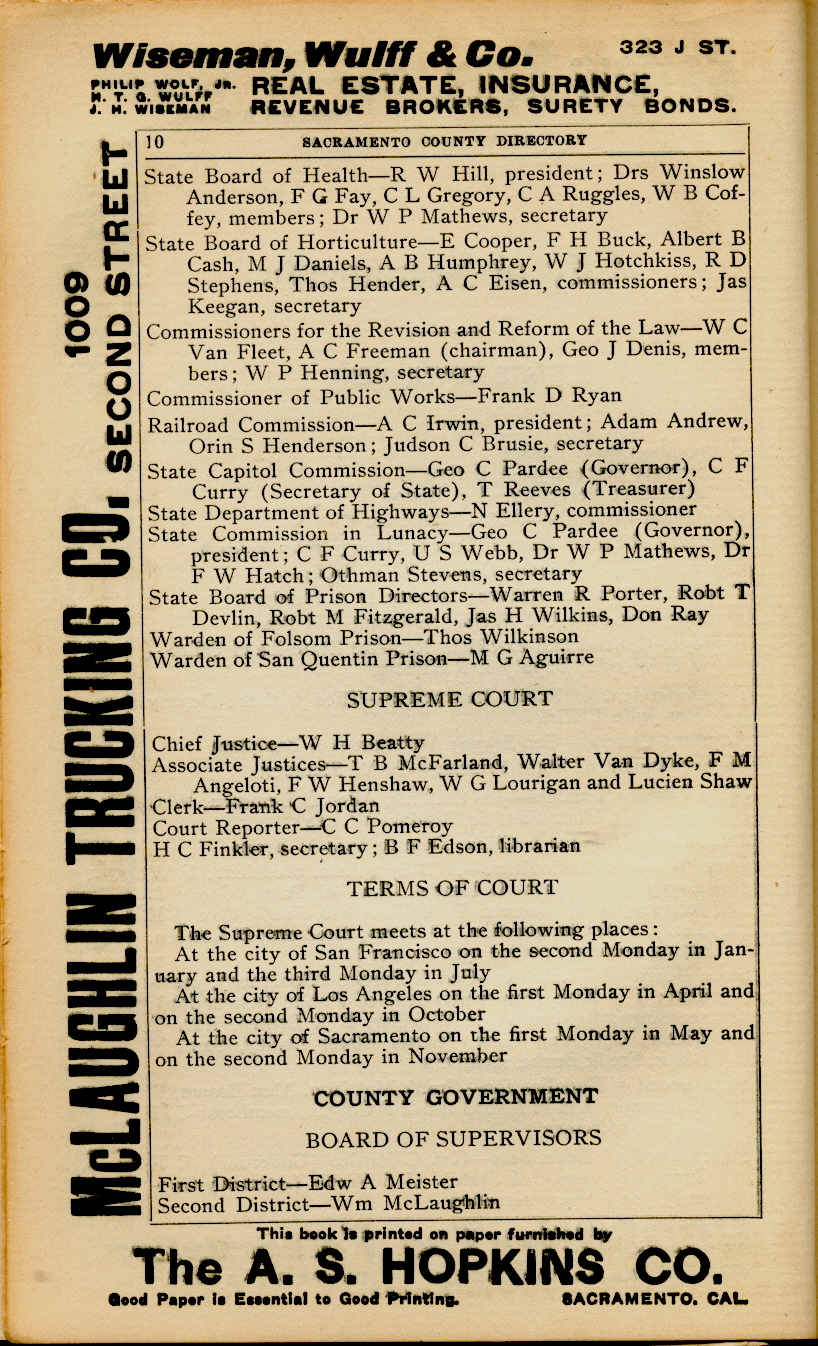 Wiseman, Wulff & Co. 323 J ST.
PHILIP WOLF, JR.
H. T. G. WULFF
J. H. WISEMAN
REAL ESTATE, INSURANCE,
REVENUE BROKERS, SURETY BONDS.
McLAUGHLIN TRUCKING CO. 1009 SECOND STREET
10 SACRAMENTO COUNTY DIRECTORY
State Board of Health—R W Hill, president; Drs Winslow
Anderson, F G Fay, C L Gregory, C A Ruggles, W B Cof-
fey, members; Dr W P Mathews, secretary
State Board of Horticulture—E Cooper, F H Buck, Albert B
Cash, M J Daniels, A B Humphrey, W J Hotchkiss, R D
Stephens, Thos Hender, A C Eisen, commissioners; Jas
Keegan, secretary
Commissioners for the Revision and Reform of the Law—W C
Van Fleet, A C Freeman (chairman), Geo J Denis, mem-
bers; W P Henning, secretary
Commissioner of Public Works—Frank D Ryan
Railroad Commission—A C Irwin, president; Adam Andrew,
Orin S Henderson; Judson C Brusie, secretary
State Capitol Commission—Geo C Pardee (Governor), C F
Curry (Secretary of State), T Reeves (Treasurer)
State Department of Highways—N Ellery, commissioner
State Commission in Lunacy—Geo C Pardee (Governor),
president; C F Curry, U S Webb, Dr W P Mathews, Dr
F W Hatch; Othman Stevens, secretary
State Board of Prison Directors—Warren R Porter, Robt T
Devlin, Robt M Fitzgerald, Jas H Wilkins, Don Ray
Warden of Folsom Prison—Thos Wilkinson
Warden of San Quentin Prison—M G Aguirre
SUPREME COURT
Chief Justice—W H Beatty
Associate Justices—T B McFarland, Walter Van Dyke, F M
Angeloti, F W Henshaw, W G Lourigan and Lucien Shaw
Clerk—Frank C Jordan
Court Reporter—C C Pomeroy
H C Finkler, secretary; B F Edson, librarian
TERMS OF COURT
The Supreme Court meets at the following places:
At the city of San Francisco on the second Monday in Jan-
uary and the third Monday in July
At the city of Los Angeles on the first Monday in April and
on the second Monday in October
At the city of Sacramento on the first Monday in May and
on the second Monday in November
COUNTY GOVERNMENT
BOARD OF SUPERVISORS
First District—Edw A Meister
Second District—Wm McLaughlin
This book is printed on paper furnished by
The A. S. HOPKINS CO.
Good Paper is Essential to Good Printing. SACRAMENTO. CAL.